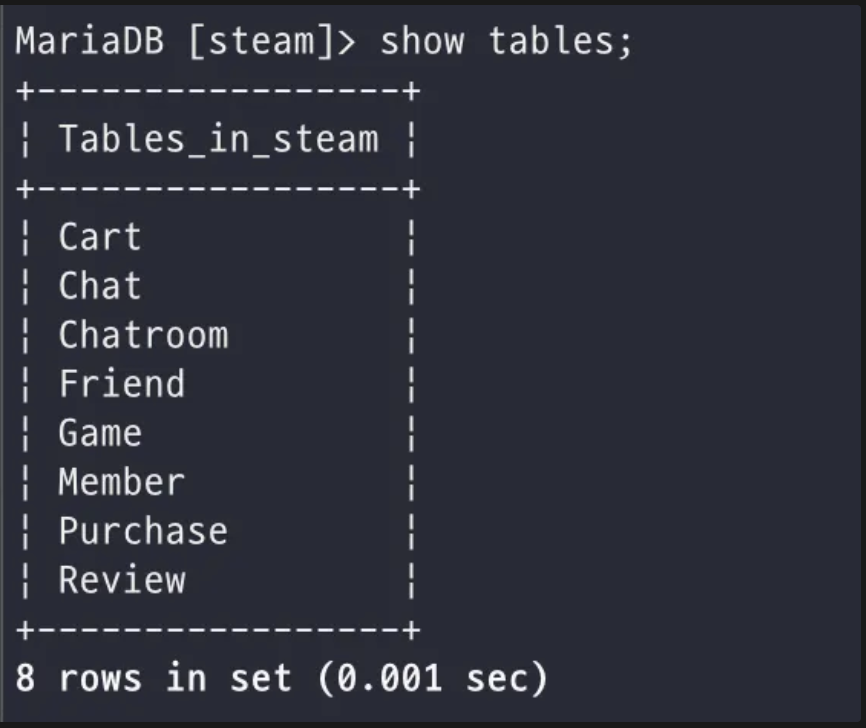 MariaDB [steam]> show tables;
+-----------------+
¦ Tables_in_steam ¦
+-----------------+
¦ Cart            ¦
¦ Chat            ¦
¦ Chatroom        ¦
¦ Friend          ¦
¦ Game            ¦
¦ Member          ¦
¦ Purchase        ¦
¦ Review          ¦
+-----------------+
8 rows in set (0.001 sec)